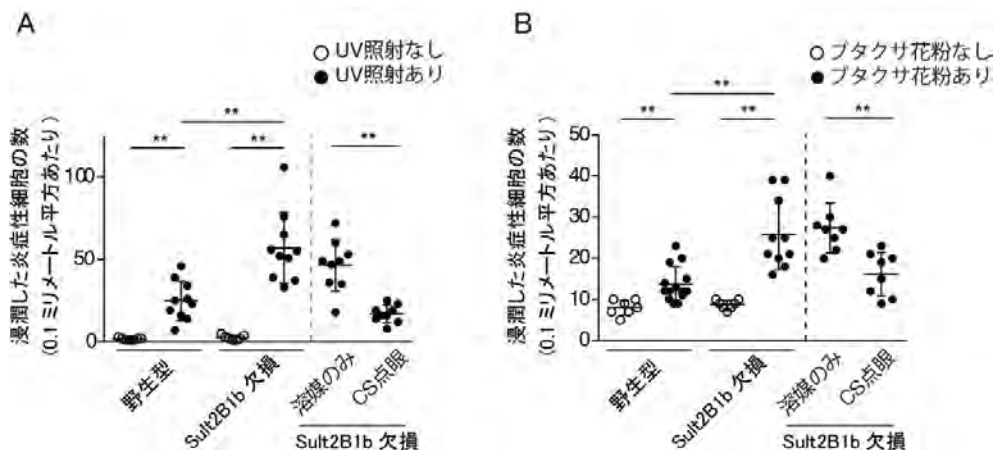 A
○ UV照射なし
● UV照射あり
**
**
**
**
浸潤した炎症性細胞の数
(0.1 ミリメートル平方あたり)
100
50
0
野生型
Sult2B1b 欠損
溶媒のみ
CS点眼
Sult2B1b 欠損
B
○ ブタクサ花粉なし
● ブタクサ花粉あり
**
**
**
**
浸潤した炎症性細胞の数
(0.1 ミリメートル平方あたり)
50
40
30
20
10
0
野生型
Sult2B1b 欠損
溶媒のみ
CS点眼
Sult2B1b 欠損